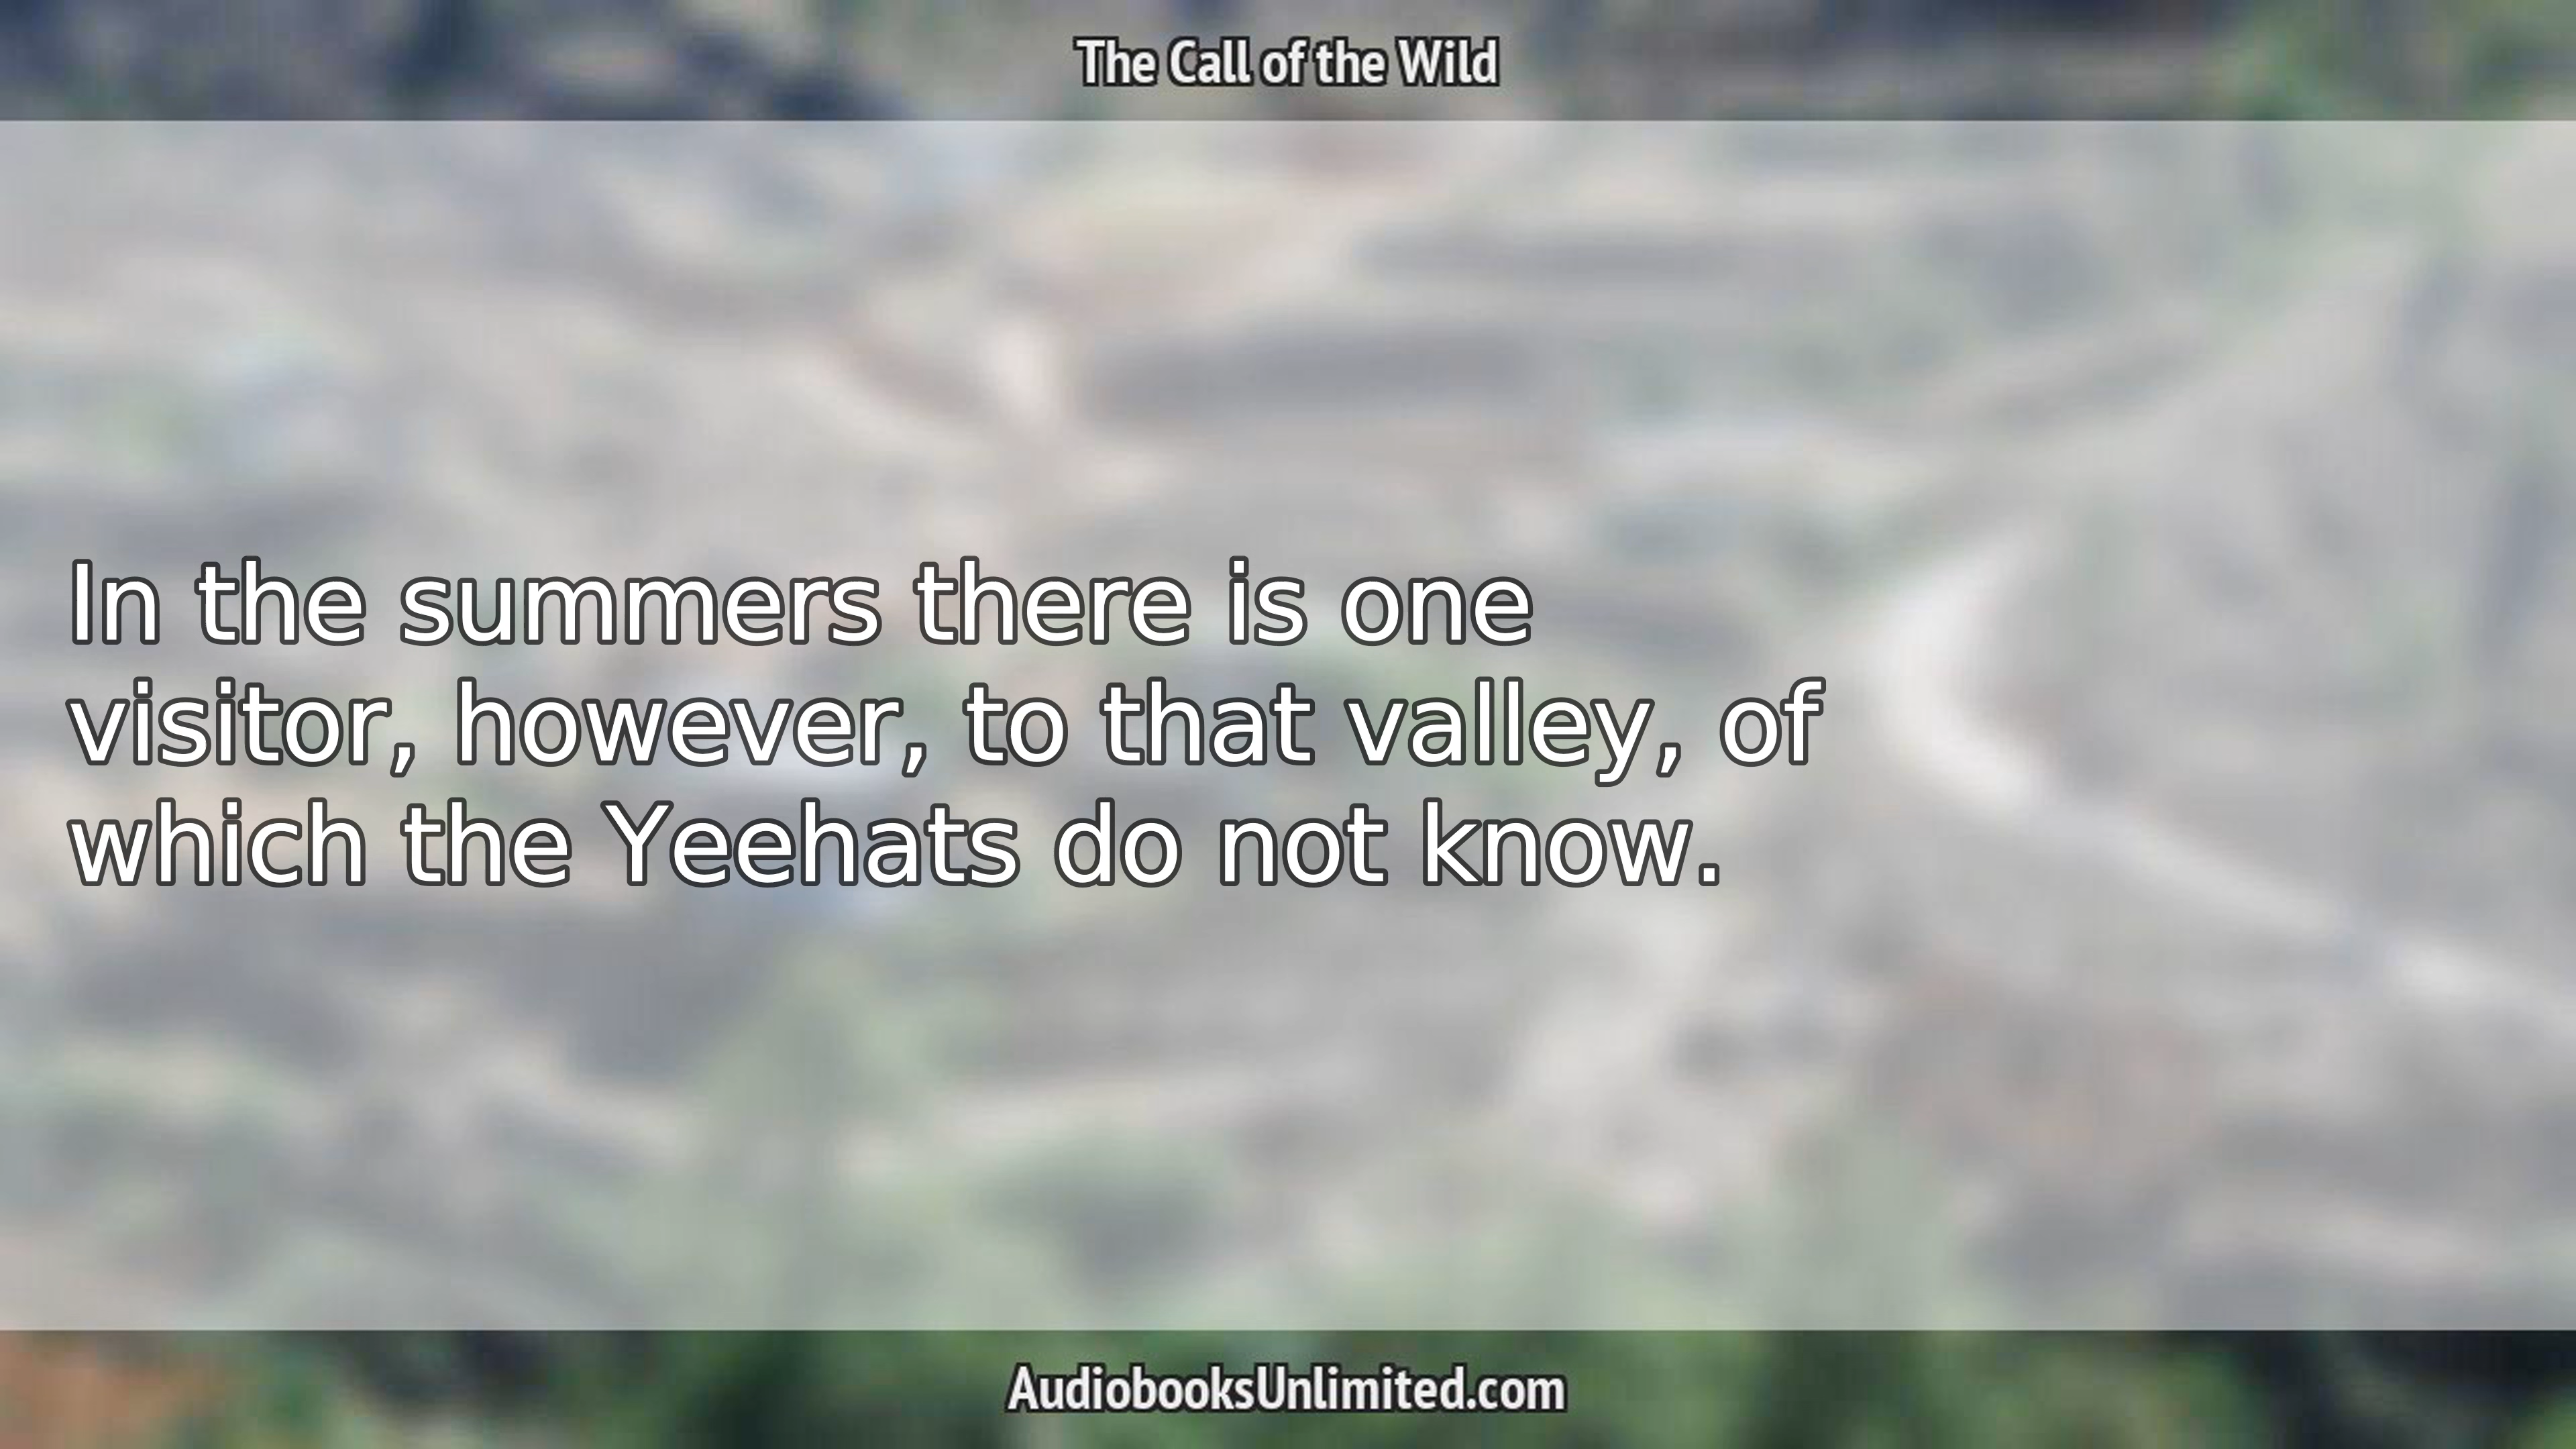 The Call of the Wild
In the summers there is one
visitor, however, to that valley, of
which the Yeehats do not know.
AudiobooksUnlimited.com